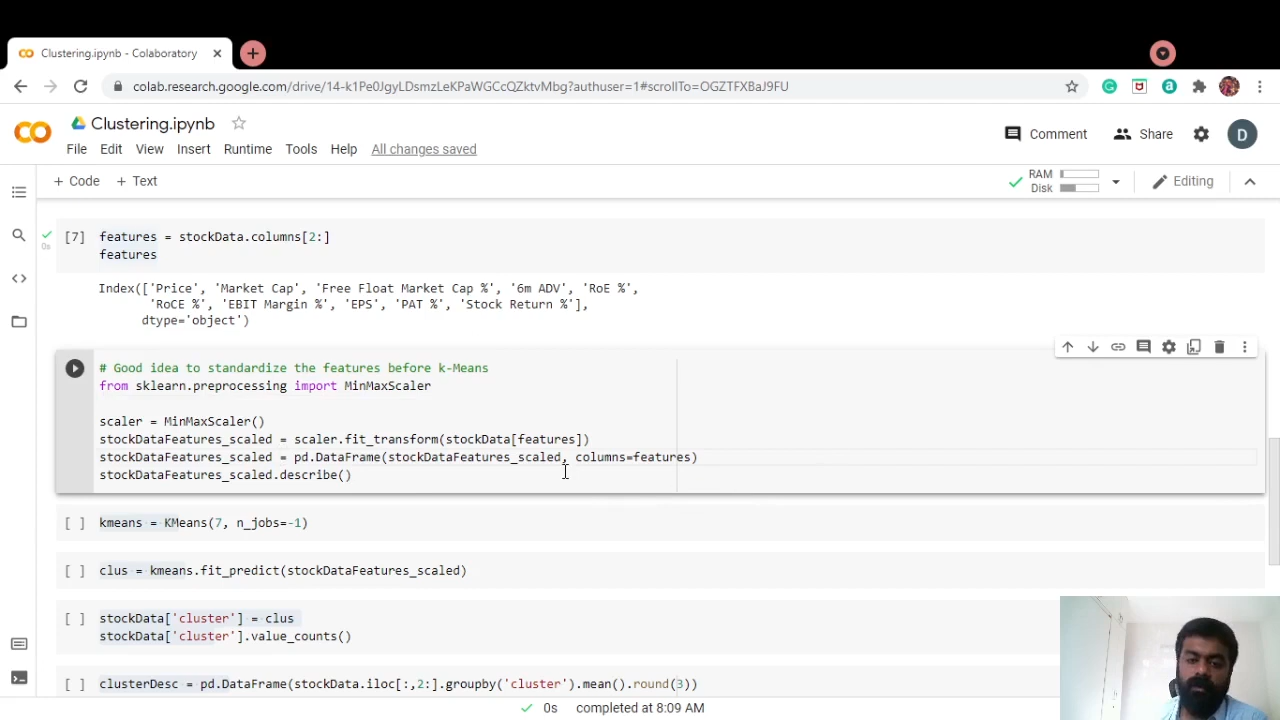 Clustering.ipynb - Colaboratory
colab.research.google.com/drive/14-k1Pe0JgyLDsmzLeKPsWGCcQZktvMbg?authuser=1#scrollTo=OGZTFXBaJ9FU
Clustering.ipynb
Comment
Share
D
File Edit View Insert Runtime Tools Help All changes saved
+ Code + Text
RAM
Disk
Editing
[7] features = stockData.columns[2:]
0s
features
Index(['Price', 'Market Cap', 'Free Float Market Cap %', '6m ADV', 'RoE %',
'RoCE %', 'EBIT Margin %', 'EPS', 'PAT %', 'Stock Return %'],
dtype='object')
# Good idea to standardize the features before k-Means
from sklearn.preprocessing import MinMaxScaler
scaler = MinMaxScaler()
stockDataFeatures_scaled = scaler.fit_transform(stockData[features])
stockDataFeatures_scaled = pd.DataFrame(stockDataFeatures_scaled, columns=features)
stockDataFeatures_scaled.describe()
[ ] kmeans = KMeans(7, n_jobs=-1)
[ ] clus = kmeans.fit_predict(stockDataFeatures_scaled)
[ ] stockData['cluster'] = clus
stockData['cluster'].value_counts()
[ ] clusterDesc = pd.DataFrame(stockData.iloc[:,2:].groupby('cluster').mean().round(3))
0s completed at 8:09 AM